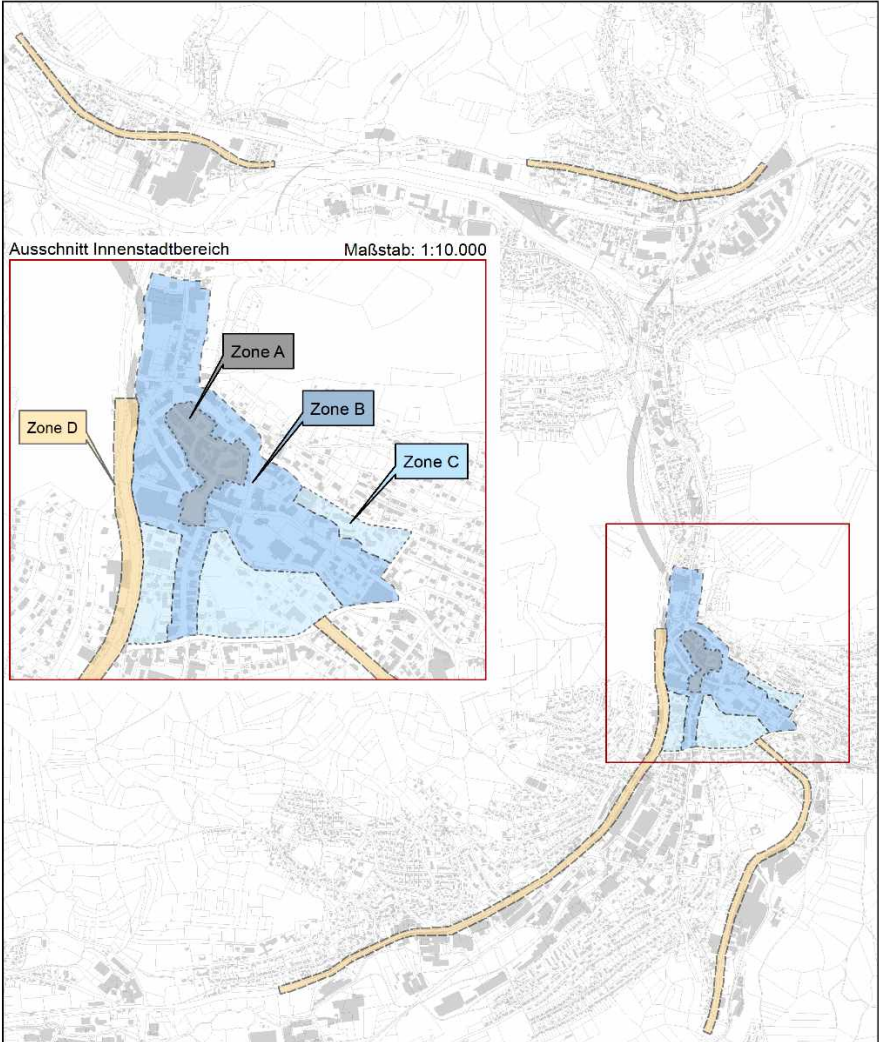 Ausschnitt Innenstadtbereich Maßstab: 1:10.000
Zone A
Zone B
Zone C
Zone D